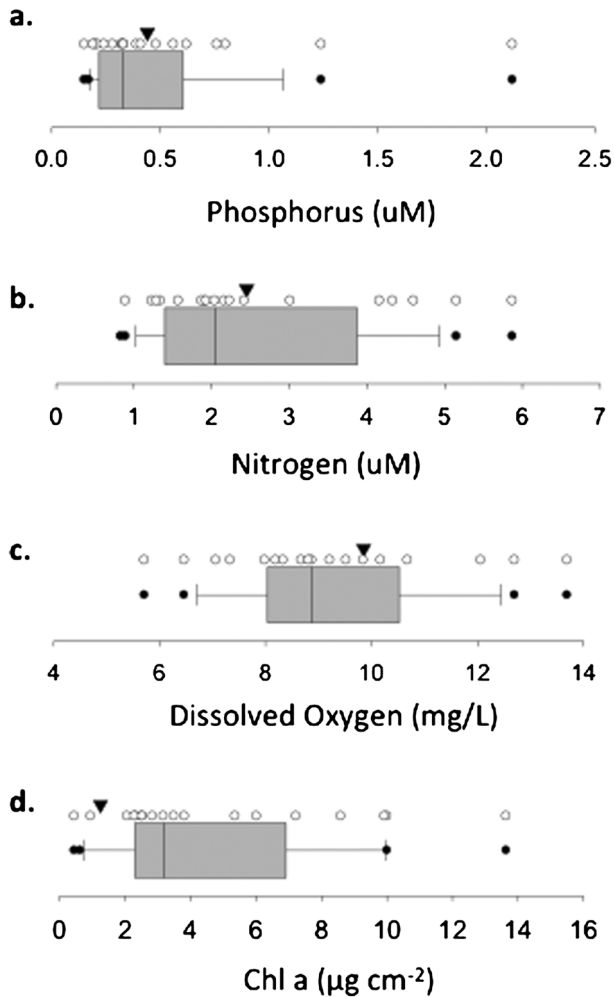 a.
0.0 0.5 1.0 1.5 2.0 2.5
Phosphorus (uM)
b.
0 1 2 3 4 5 6 7
Nitrogen (uM)
c.
4 6 8 10 12 14
Dissolved Oxygen (mg/L)
d.
0 2 4 6 8 10 12 14 16
Chl a (µg cm⁻²)